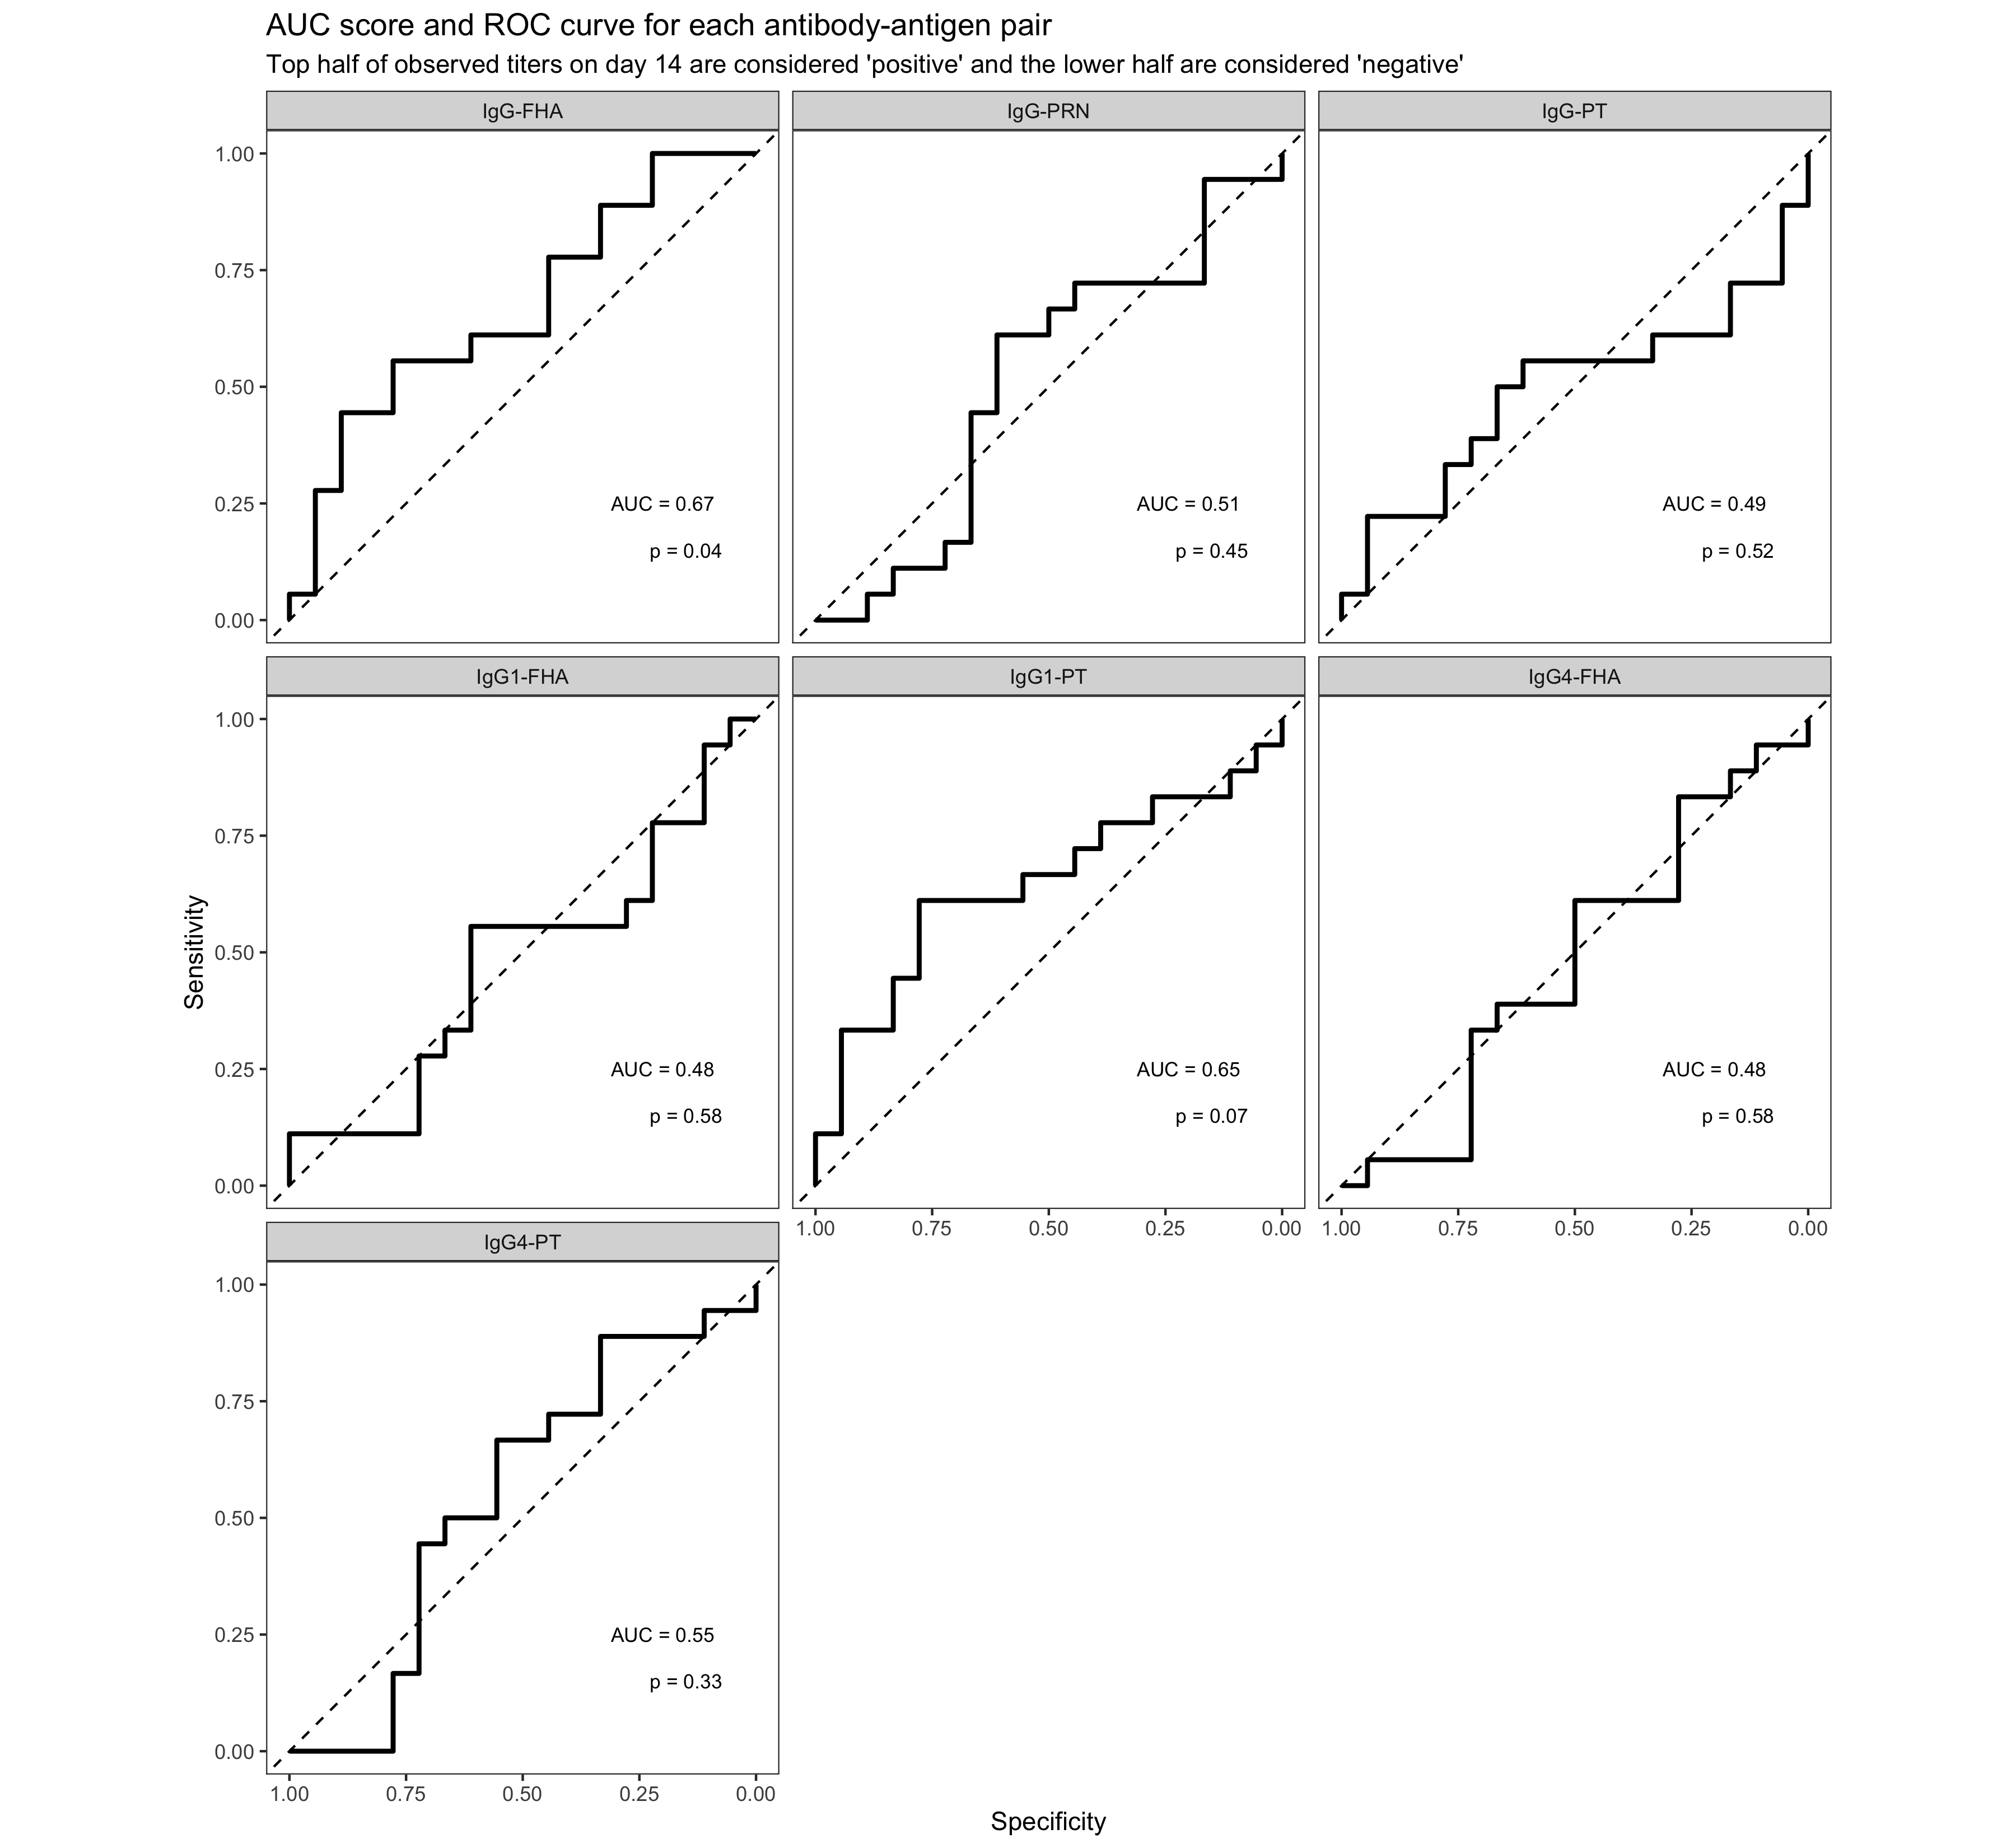 AUC score and ROC curve for each antibody-antigen pair
Top half of observed titers on day 14 are considered 'positive' and the lower half are considered 'negative'
IgG-FHA
IgG-PRN
IgG-PT
1.00
0.75
0.50
0.25
0.00
AUC = 0.67
p = 0.04
AUC = 0.51
p = 0.45
AUC = 0.49
p = 0.52
IgG1-FHA
IgG1-PT
IgG4-FHA
1.00
0.75
0.50
0.25
0.00
AUC = 0.48
p = 0.58
AUC = 0.65
p = 0.07
AUC = 0.48
p = 0.58
Sensitivity
1.00 0.75 0.50 0.25 0.00
1.00 0.75 0.50 0.25 0.00
IgG4-PT
1.00
0.75
0.50
0.25
0.00
AUC = 0.55
p = 0.33
1.00 0.75 0.50 0.25 0.00
Specificity